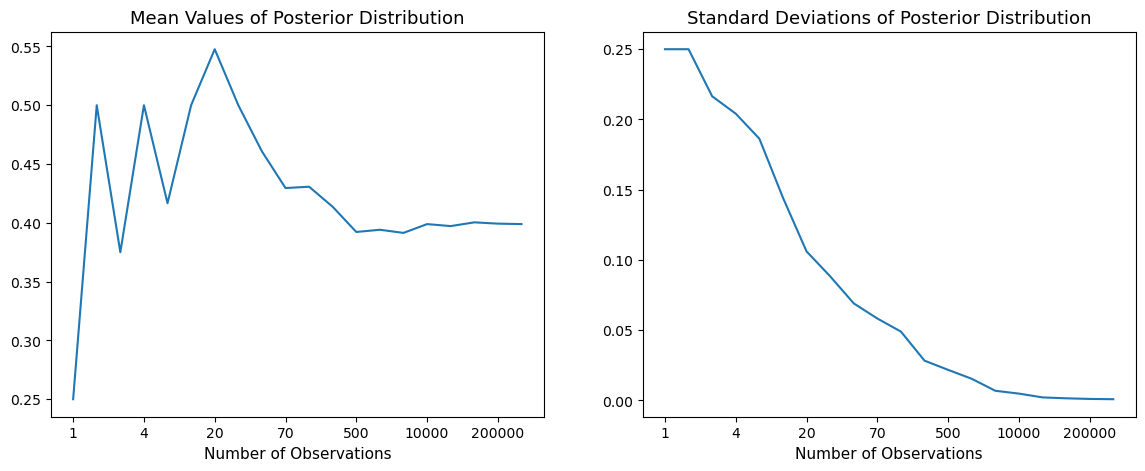 Mean Values of Posterior Distribution
0.55
0.50
0.45
0.40
0.35
0.30
0.25
1 4 20 70 500 10000 200000
Number of Observations
Standard Deviations of Posterior Distribution
0.25
0.20
0.15
0.10
0.05
0.00
1 4 20 70 500 10000 200000
Number of Observations